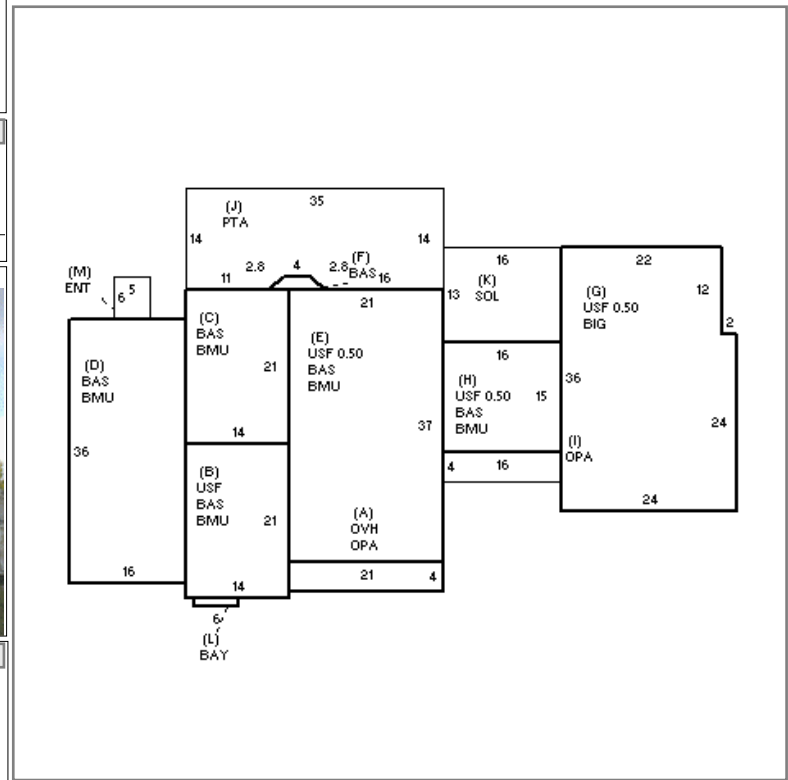 35
(J)
PTA
14
14
2.8
4
2.8
(F)
BAS
11
16
(M)
ENT
6
5
(C)
BAS
BMU
21
14
21
(E)
USF 0.50
BAS
BMU
37
16
13
(K)
SOL
22
12
(G)
USF 0.50
BIG
2
(D)
BAS
BMU
36
16
(B)
USF
BAS
BMU
21
14
16
(H)
USF 0.50
BAS
BMU
15
36
24
(I)
OPA
4
16
24
(A)
OVH
OPA
21
4
6
(L)
BAY